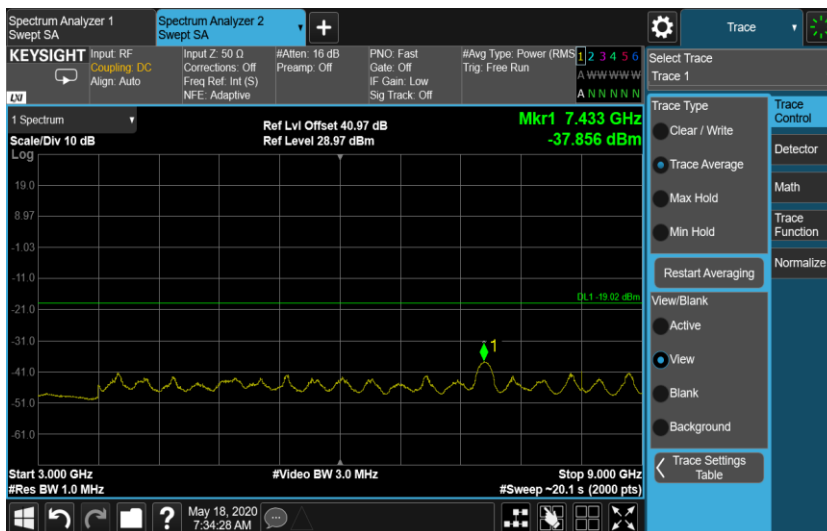 Spectrum Analyzer 1
Swept SA
Spectrum Analyzer 2
Swept SA
Trace
KEYSIGHT
LXI
Input: RF
Coupling: DC
Align: Auto
Input Z: 50 Ω
Corrections: Off
Freq Ref: Int (S)
NFE: Adaptive
#Atten: 16 dB
Preamp: Off
PNO: Fast
Gate: Off
IF Gain: Low
Sig Track: Off
#Avg Type: Power (RMS
Trig: Free Run
1 2 3 4 5 6
A W W W W W
A N N N N N
Select Trace
Trace 1
1 Spectrum
Scale/Div 10 dB
Log
Ref Lvl Offset 40.97 dB
Ref Level 28.97 dBm
Mkr1 7.433 GHz
-37.856 dBm
19.0
8.97
-1.03
-11.0
-21.0
-31.0
-41.0
-51.0
-61.0
DL1 -19.02 dBm
1
Start 3.000 GHz
#Res BW 1.0 MHz
#Video BW 3.0 MHz
Stop 9.000 GHz
#Sweep ~20.1 s (2000 pts)
Trace Type
Clear / Write
Trace Average
Max Hold
Min Hold
Restart Averaging
View/Blank
Active
View
Blank
Background
Trace Settings
Table
Trace
Control
Detector
Math
Trace
Function
Normalize
?
May 18, 2020
7:34:28 AM